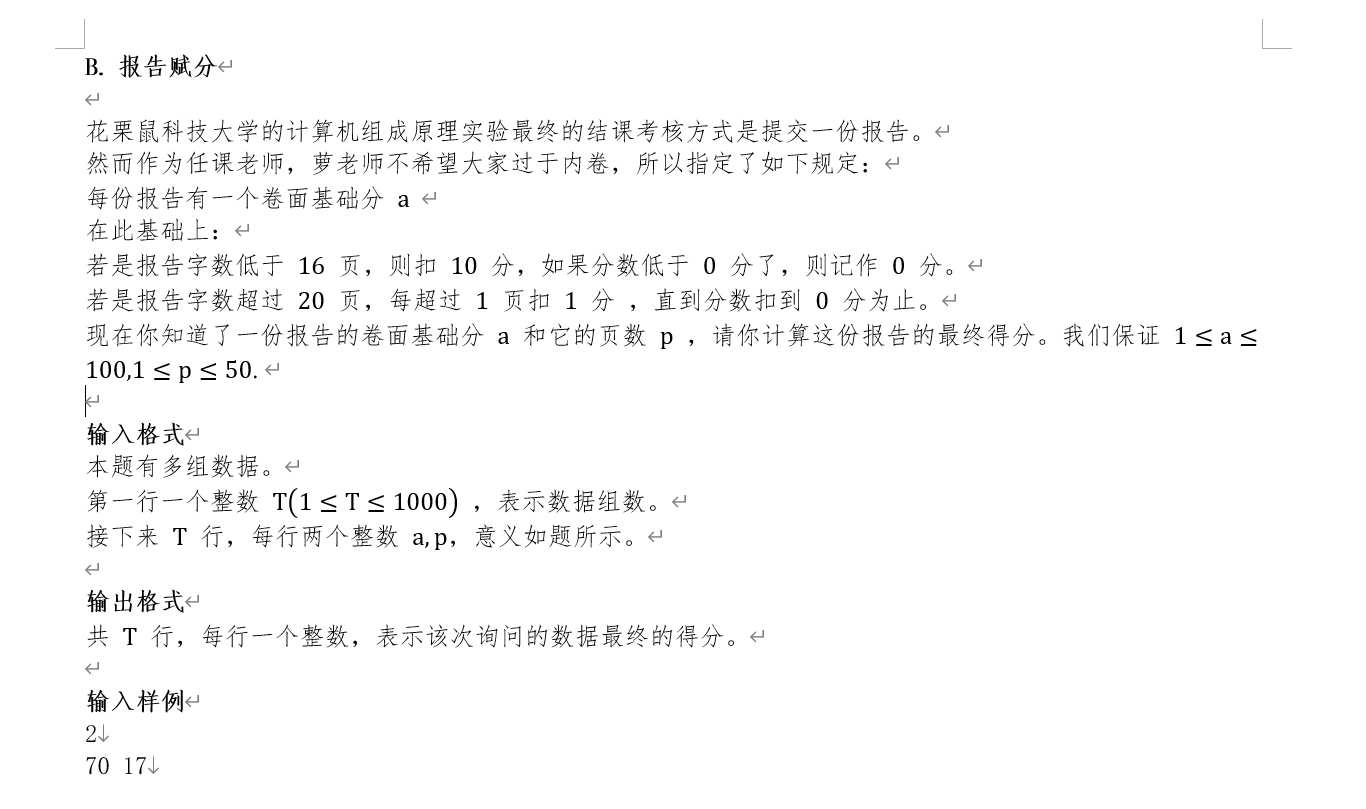 B. 报告赋分
花栗鼠科技大学的计算机组成原理实验最终的结课考核方式是提交一份报告。
然而作为任课老师，萝老师不希望大家过于内卷，所以指定了如下规定：
每份报告有一个卷面基础分 a
在此基础上：
若是报告字数低于 16 页，则扣 10 分，如果分数低于 0 分了，则记作 0 分。
若是报告字数超过 20 页，每超过 1 页扣 1 分 ，直到分数扣到 0 分为止。
现在你知道了一份报告的卷面基础分 a 和它的页数 p ，请你计算这份报告的最终得分。我们保证 1 ≤ a ≤
100,1 ≤ p ≤ 50.
输入格式
本题有多组数据。
第一行一个整数 T(1 ≤ T ≤ 1000) ，表示数据组数。
接下来 T 行，每行两个整数 a, p，意义如题所示。
输出格式
共 T 行，每行一个整数，表示该次询问的数据最终的得分。
输入样例
2
70 17